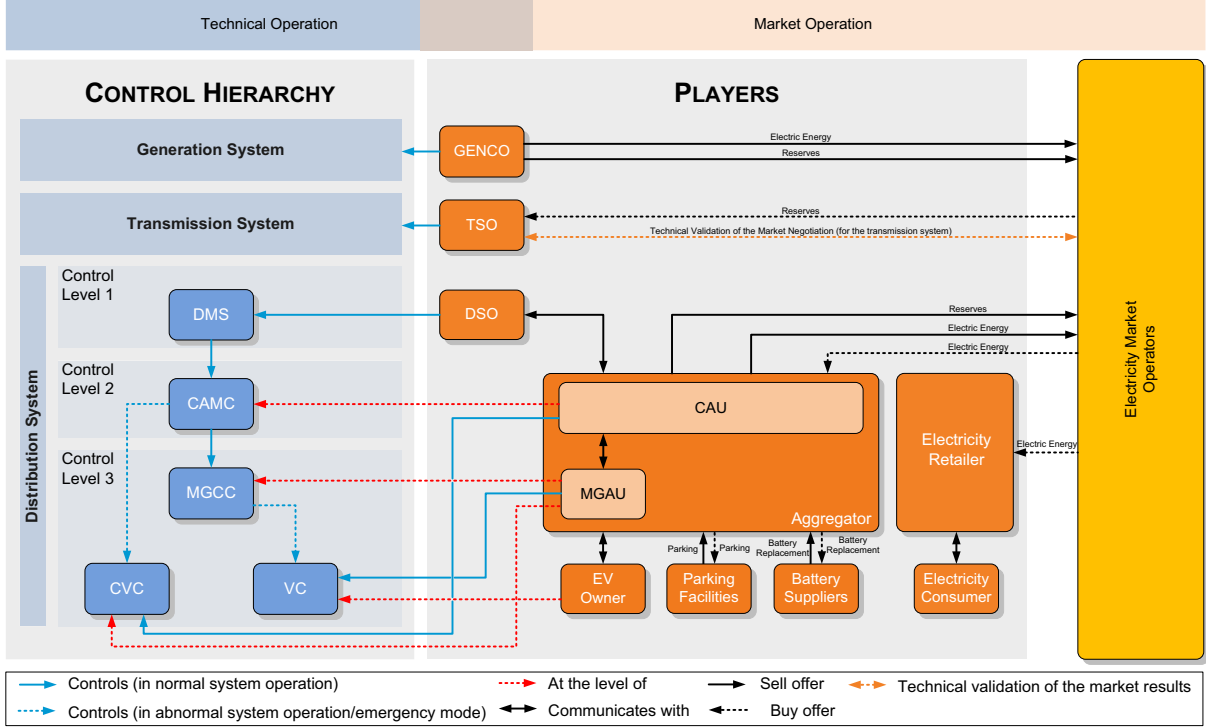 Technical Operation
Market Operation
CONTROL HIERARCHY
PLAYERS
Generation System
GENCO
Electric Energy
Reserves
Transmission System
TSO
Reserves
Technical Validation of the Market Negotiation (for the transmission system)
Distribution System
Control
Level 1
DMS
DSO
Reserves
Electric Energy
Electric Energy
Control
Level 2
CAMC
CAU
Electricity
Retailer
Electric Energy
Electricity Market
Operators
Control
Level 3
MGCC
MGAU
Aggregator
Parking
Parking
Battery
Replacement
Battery
Replacement
CVC
VC
EV
Owner
Parking
Facilities
Battery
Suppliers
Electricity
Consumer
Controls (in normal system operation)
At the level of
Sell offer
Technical validation of the market results
Controls (in abnormal system operation/emergency mode)
Communicates with
Buy offer